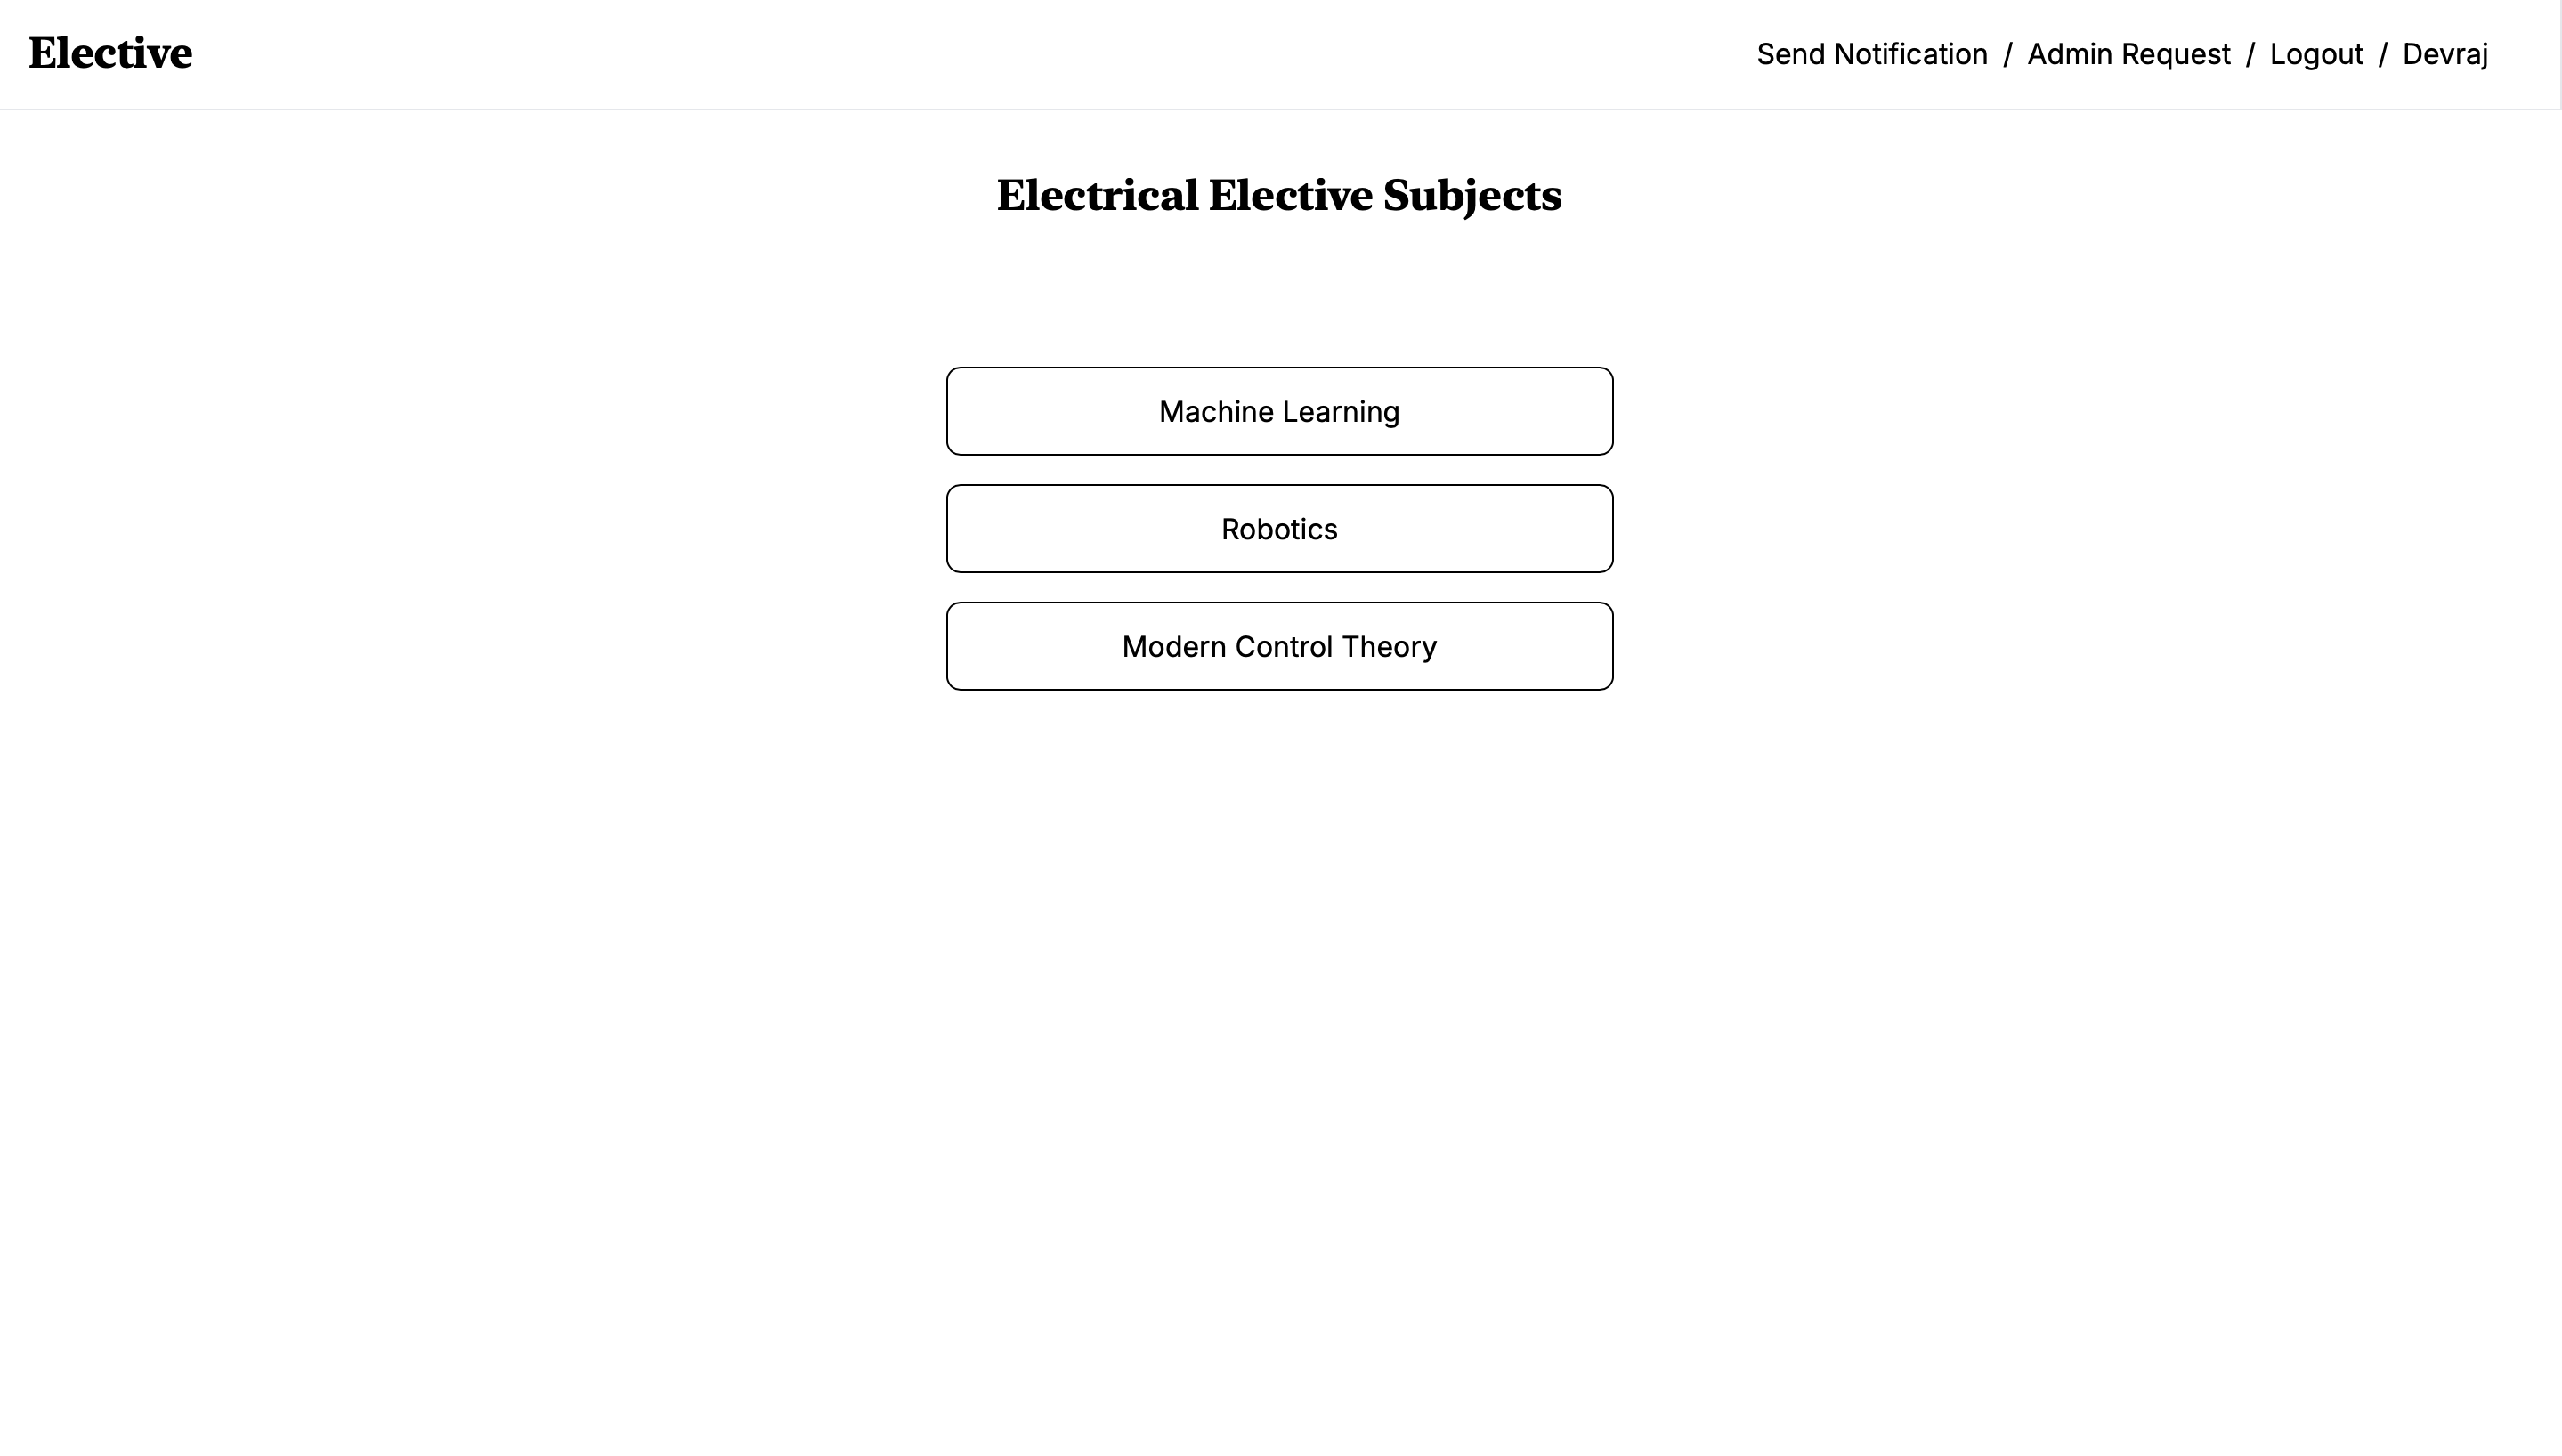 Elective
Send Notification / Admin Request / Logout / Devraj
Electrical Elective Subjects
Machine Learning
Robotics
Modern Control Theory